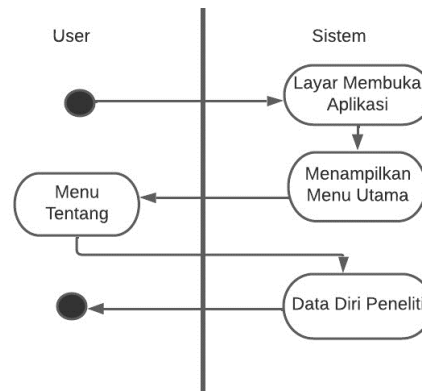 User
Sistem
Layar Membuka
Aplikasi
Menampilkan
Menu Utama
Menu
Tentang
Data Diri Peneliti